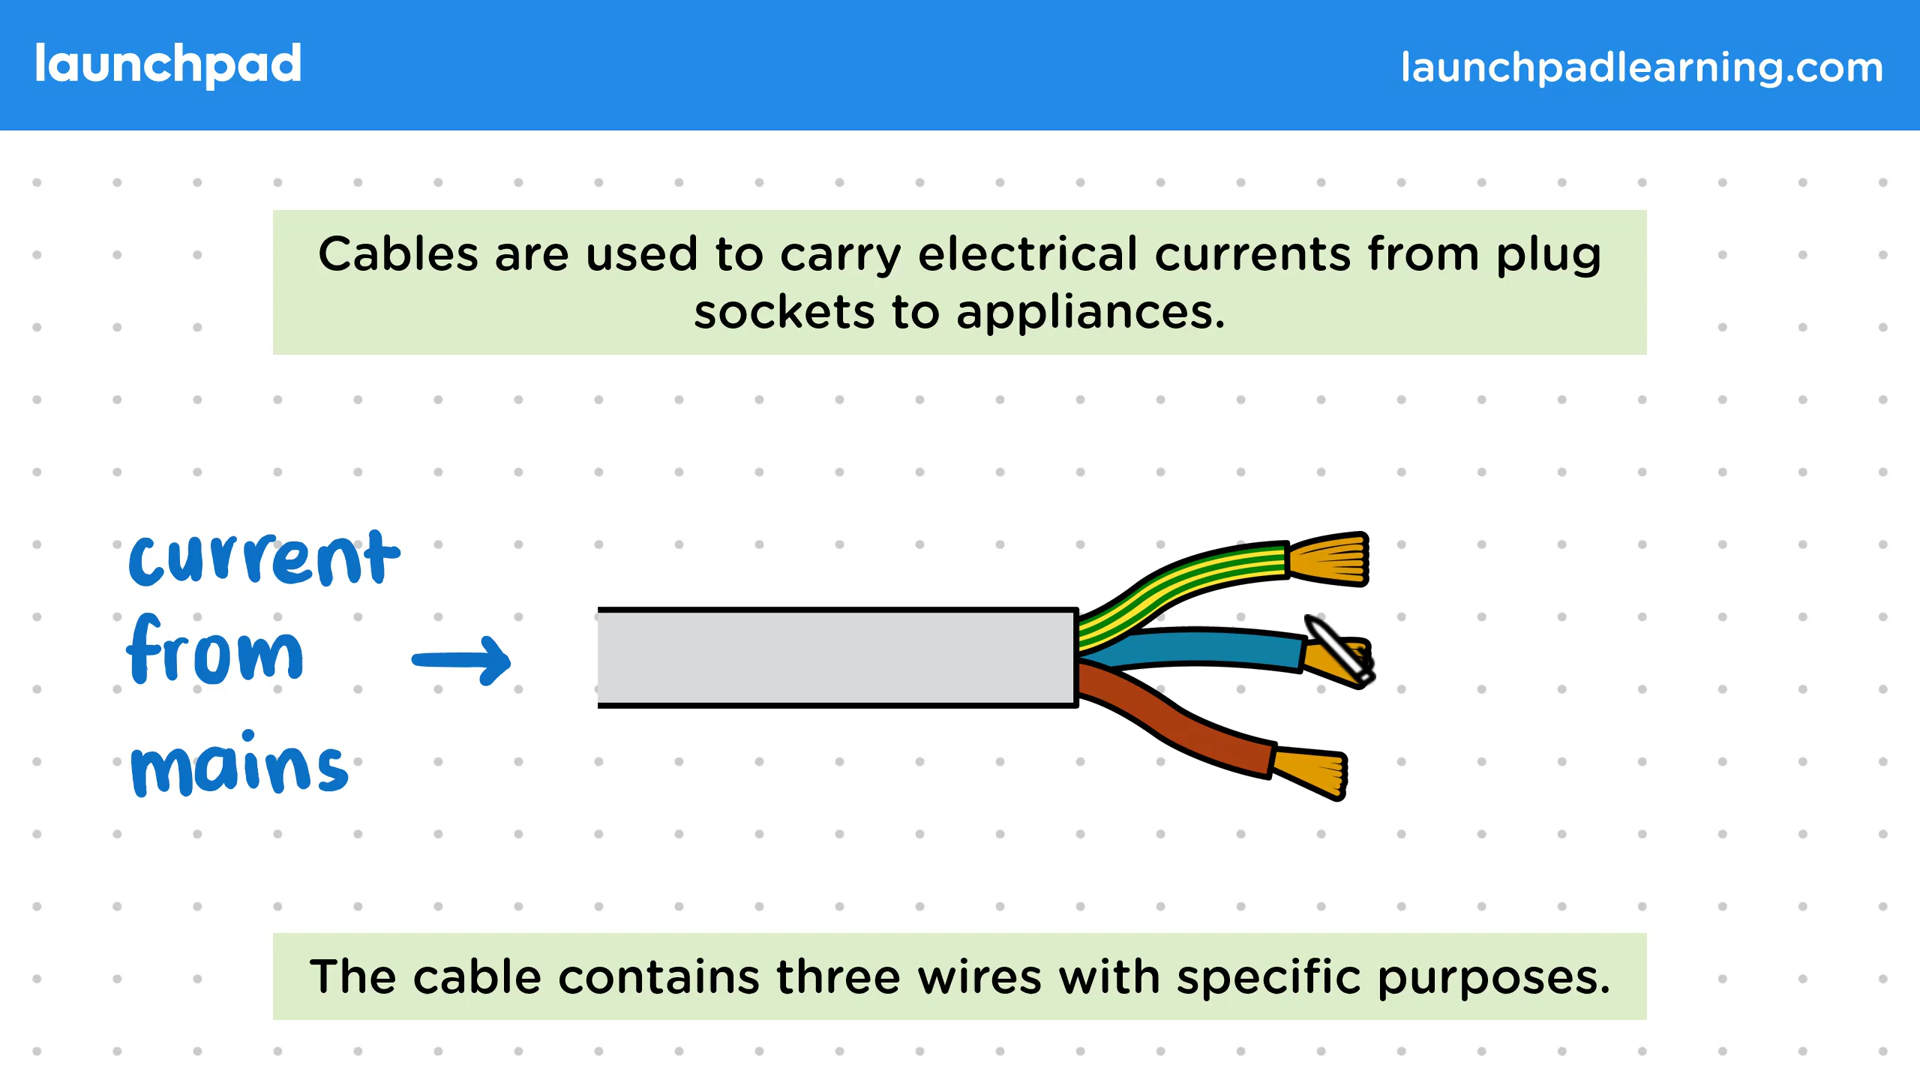 launchpad
launchpadlearning.com
Cables are used to carry electrical currents from plug
sockets to appliances.
current
from
mains
The cable contains three wires with specific purposes.